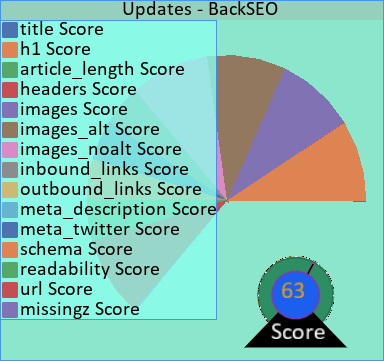 Updates - BackSEO
title Score
h1 Score
article_length Score
headers Score
images Score
images_alt Score
images_noalt Score
inbound_links Score
outbound_links Score
meta_description Score
meta_twitter Score
schema Score
readability Score
url Score
missingz Score
63
Score